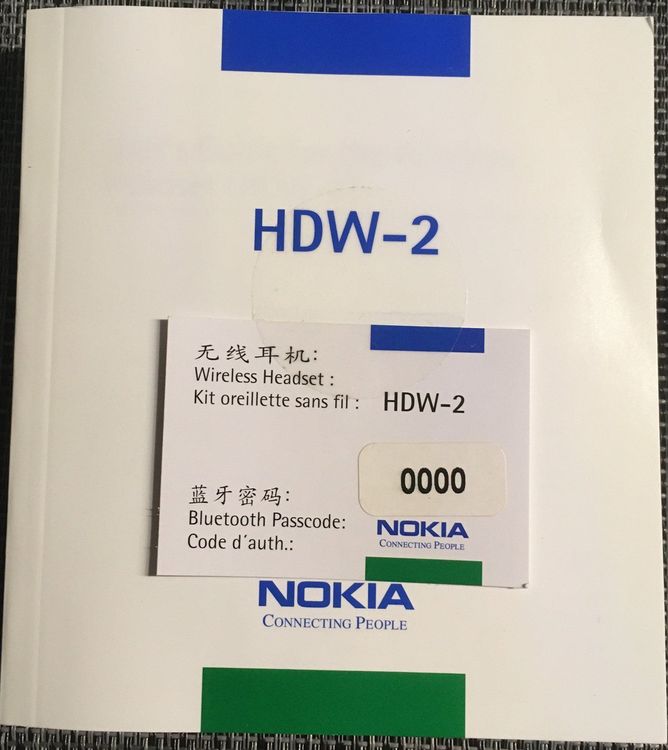 HDW-2
无线耳机:
Wireless Headset :
Kit oreillette sans fil : HDW-2
0000
蓝牙密码:
Bluetooth Passcode:
Code d´auth.:
NOKIA
CONNECTING PEOPLE
NOKIA
CONNECTING PEOPLE